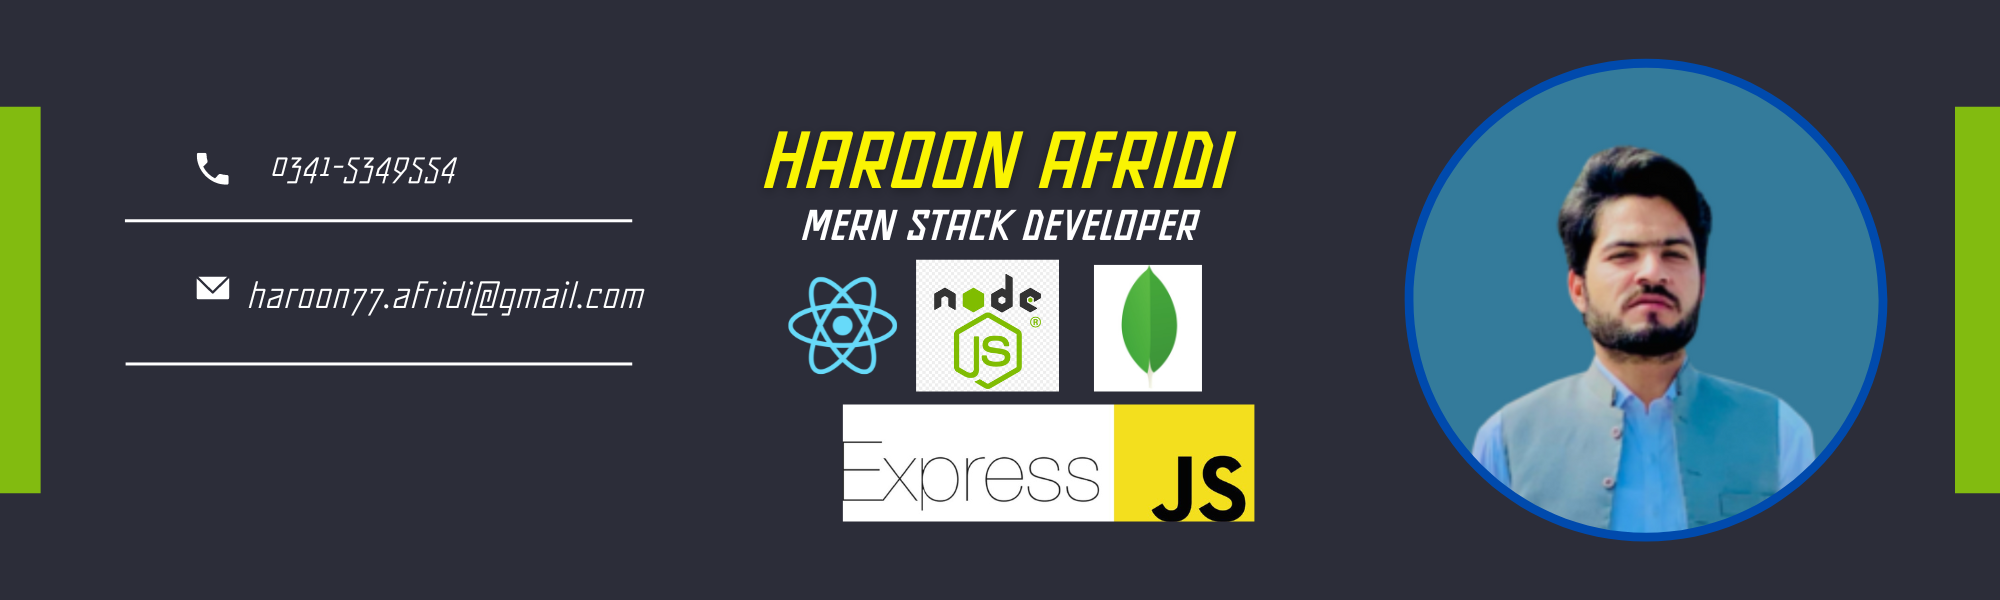 0341-5349554
haroon77.afridi@gmail.com
HAROON AFRIDI
MERN STACK DEVELOPER
node
JS
®
Express
JS